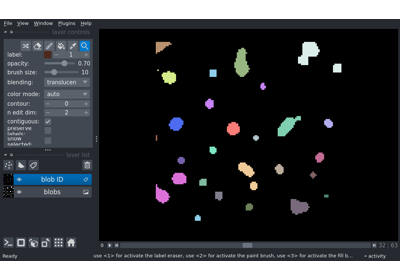 File View Window Plugins Help
layer controls
label: 1
opacity: 0.70
brush size: 10
blending: translucen
color mode: auto
contour: 0
n edit dim: 2
contiguous:
preserve labels:
show selected:
layer list
blob ID
blobs
32 63
Ready use <1> for activate the label eraser, use <2> for activate the paint brush, use <3> for activate the fill b... activity